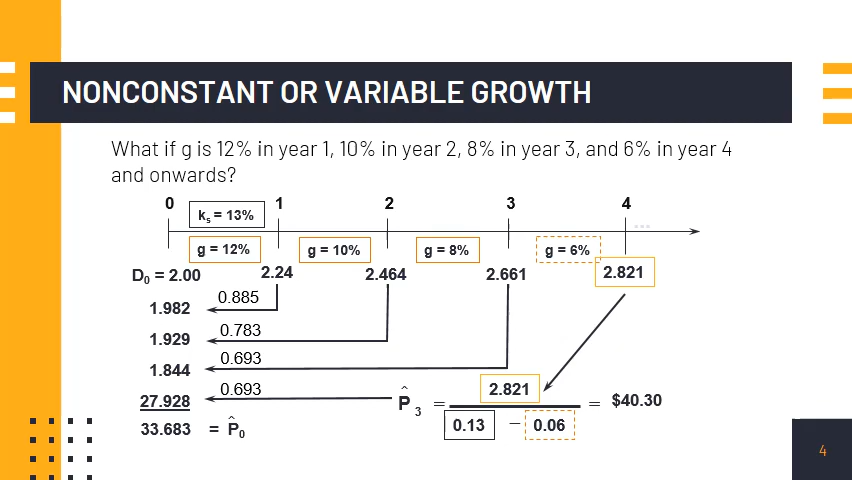 NONCONSTANT OR VARIABLE GROWTH
What if g is 12% in year 1, 10% in year 2, 8% in year 3, and 6% in year 4
and onwards?
0 1 2 3 4
ks = 13% ...
g = 12% g = 10% g = 8% g = 6%
D0 = 2.00 2.24 2.464 2.661 2.821
0.885
1.982
0.783
1.929
0.693
1.844
0.693 2.821
27.928 P̂3 = = $40.30
0.13 – 0.06
33.683 = P̂0
4